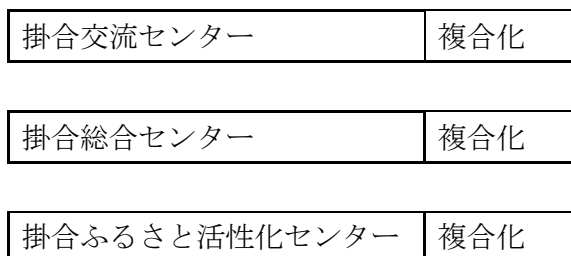 掛合交流センター 複合化
掛合総合センター 複合化
掛合ふるさと活性化センター 複合化